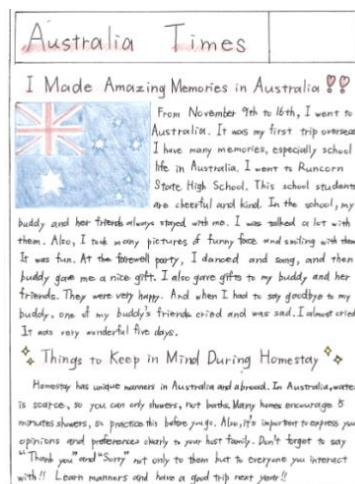 Australia Times
I Made Amazing Memories in Australia !!
From November 9th to 16th, I went to
Australia. It was my first trip oversea
I have many memories, especially school
life in Australia. I went to Runcorn
State High School. This school students
are cheerful and kind. In the school, my
buddy and her friends always stayed with me. I was talked a lot with
them. Also, I took many pictures of funny face and smiling with them
It was fun. At the farewell party, I danced and sang, and then
buddy gave me a nice gift. I also gave gifts to my buddy and her
friends. They were very happy. And when I had to say goodbye to my
buddy, one of my buddy's friends cried and was sad. I almost cried
It was very wonderful five days.
Things to Keep in Mind During Homestay
Homestay has unique manners in Australia and abroad. In Australia, water
is scarce, so you can only showers, not baths. Many homes encourage 5
minutes showers, so practice this before you go. Also, it's important to express your
opinions and preferences clearly to your host family. Don't forget to say
"Thank you" and "Sorry" not only to them but to everyone you interact
with!! Learn manners and have a good trip next year!!